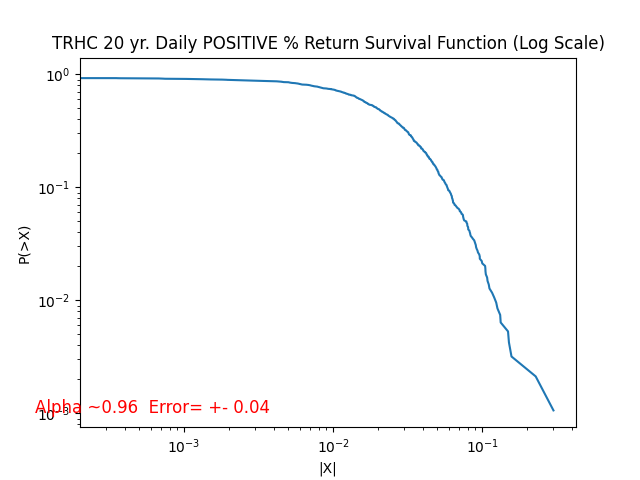 TRHC 20 yr. Daily POSITIVE % Return Survival Function (Log Scale)
10⁰
10⁻¹
P(>X)
10⁻²
10⁻³
Alpha ~0.96  Error= +- 0.04
10⁻³ 10⁻² 10⁻¹
|X|